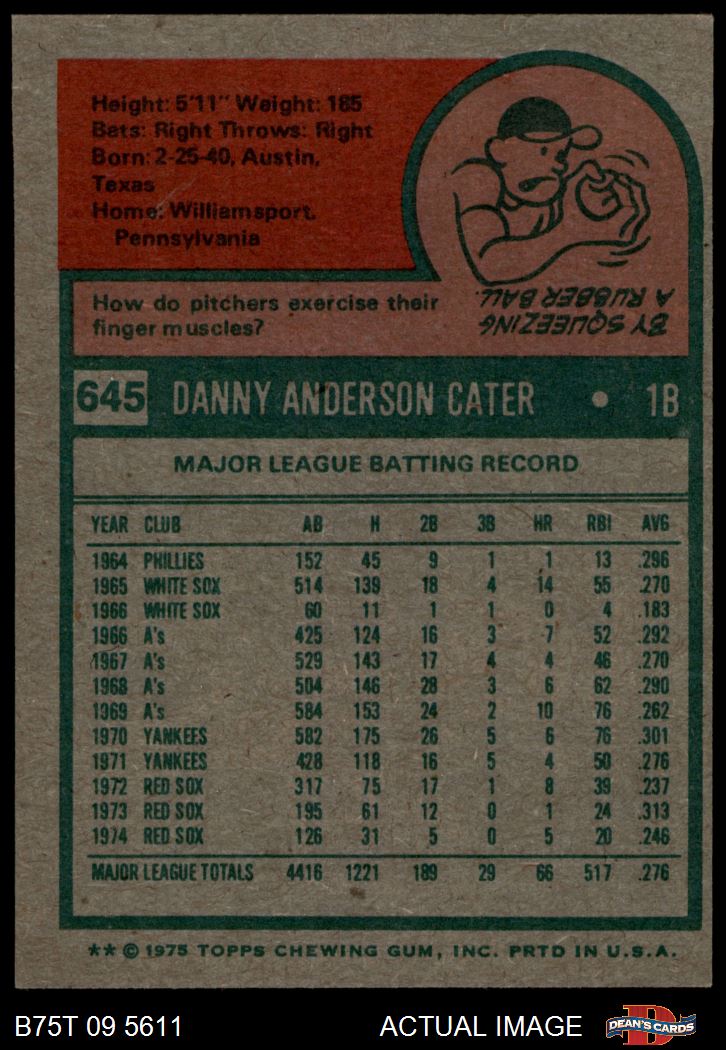 Height: 5'11" Weight: 185
Bats: Right Throws: Right
Born: 2-25-40, Austin,
Texas
Home: Williamsport,
Pennsylvania
How do pitchers exercise their
finger muscles?
BY SQUEEZING
A RUBBER BALL.
645 DANNY ANDERSON CATER • 1B
MAJOR LEAGUE BATTING RECORD
YEAR CLUB AB H 2B 3B HR RBI AVG
1964 PHILLIES 152 45 9 1 1 13 .296
1965 WHITE SOX 514 139 18 4 14 55 .270
1966 WHITE SOX 60 11 1 1 0 4 .183
1966 A's 425 124 16 3 7 52 .292
1967 A's 529 143 17 4 4 46 .270
1968 A's 504 146 28 3 6 62 .290
1969 A's 584 153 24 2 10 76 .262
1970 YANKEES 582 175 26 5 6 76 .301
1971 YANKEES 428 118 16 5 4 50 .276
1972 RED SOX 317 75 17 1 8 39 .237
1973 RED SOX 195 61 12 0 1 24 .313
1974 RED SOX 126 31 5 0 5 20 .246
MAJOR LEAGUE TOTALS 4416 1221 189 29 66 517 .276
** © 1975 TOPPS CHEWING GUM, INC. PRTD IN U.S.A.
B75T 09 5611 ACTUAL IMAGE D DEAN'S CARDS